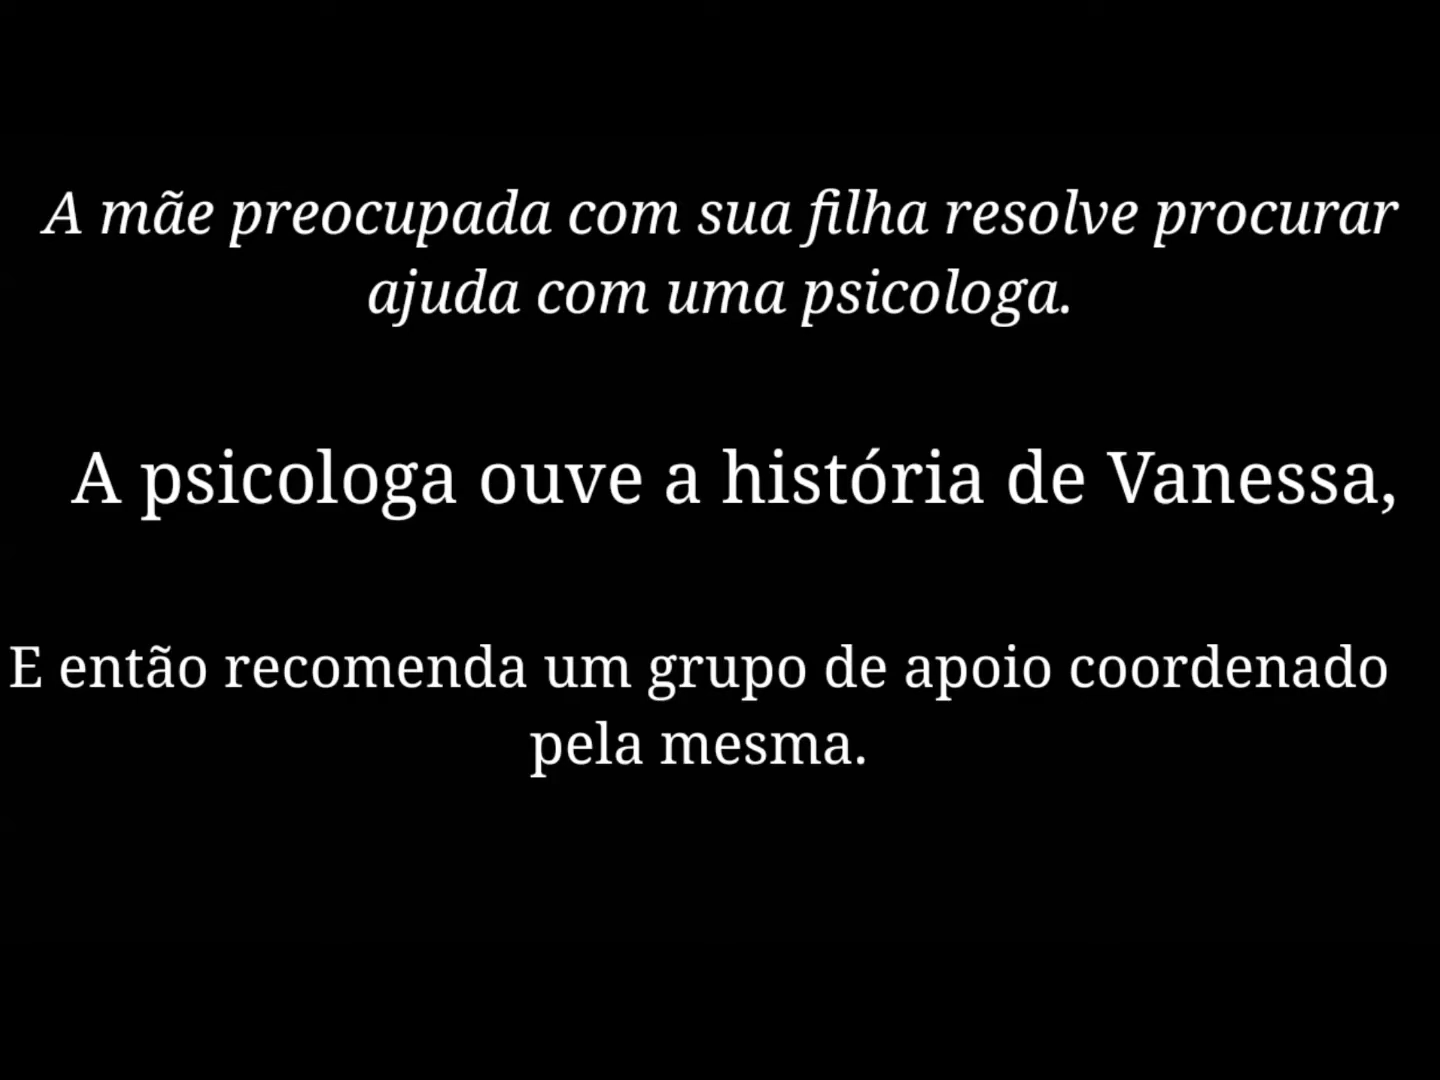 A mãe preocupada com sua filha resolve procurar
ajuda com uma psicologa.
A psicologa ouve a história de Vanessa,
E então recomenda um grupo de apoio coordenado
pela mesma.